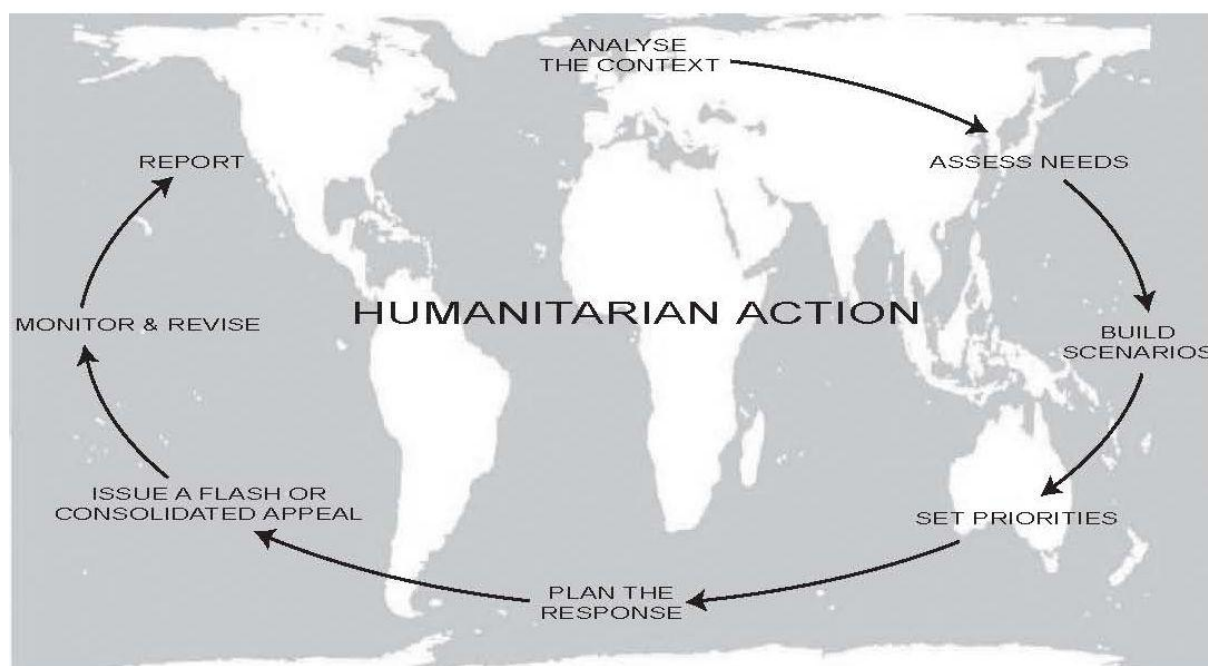 ANALYSE
THE CONTEXT
ASSESS NEEDS
BUILD
SCENARIOS
SET PRIORITIES
PLAN THE
RESPONSE
ISSUE A FLASH OR
CONSOLIDATED APPEAL
MONITOR & REVISE
REPORT
HUMANITARIAN ACTION